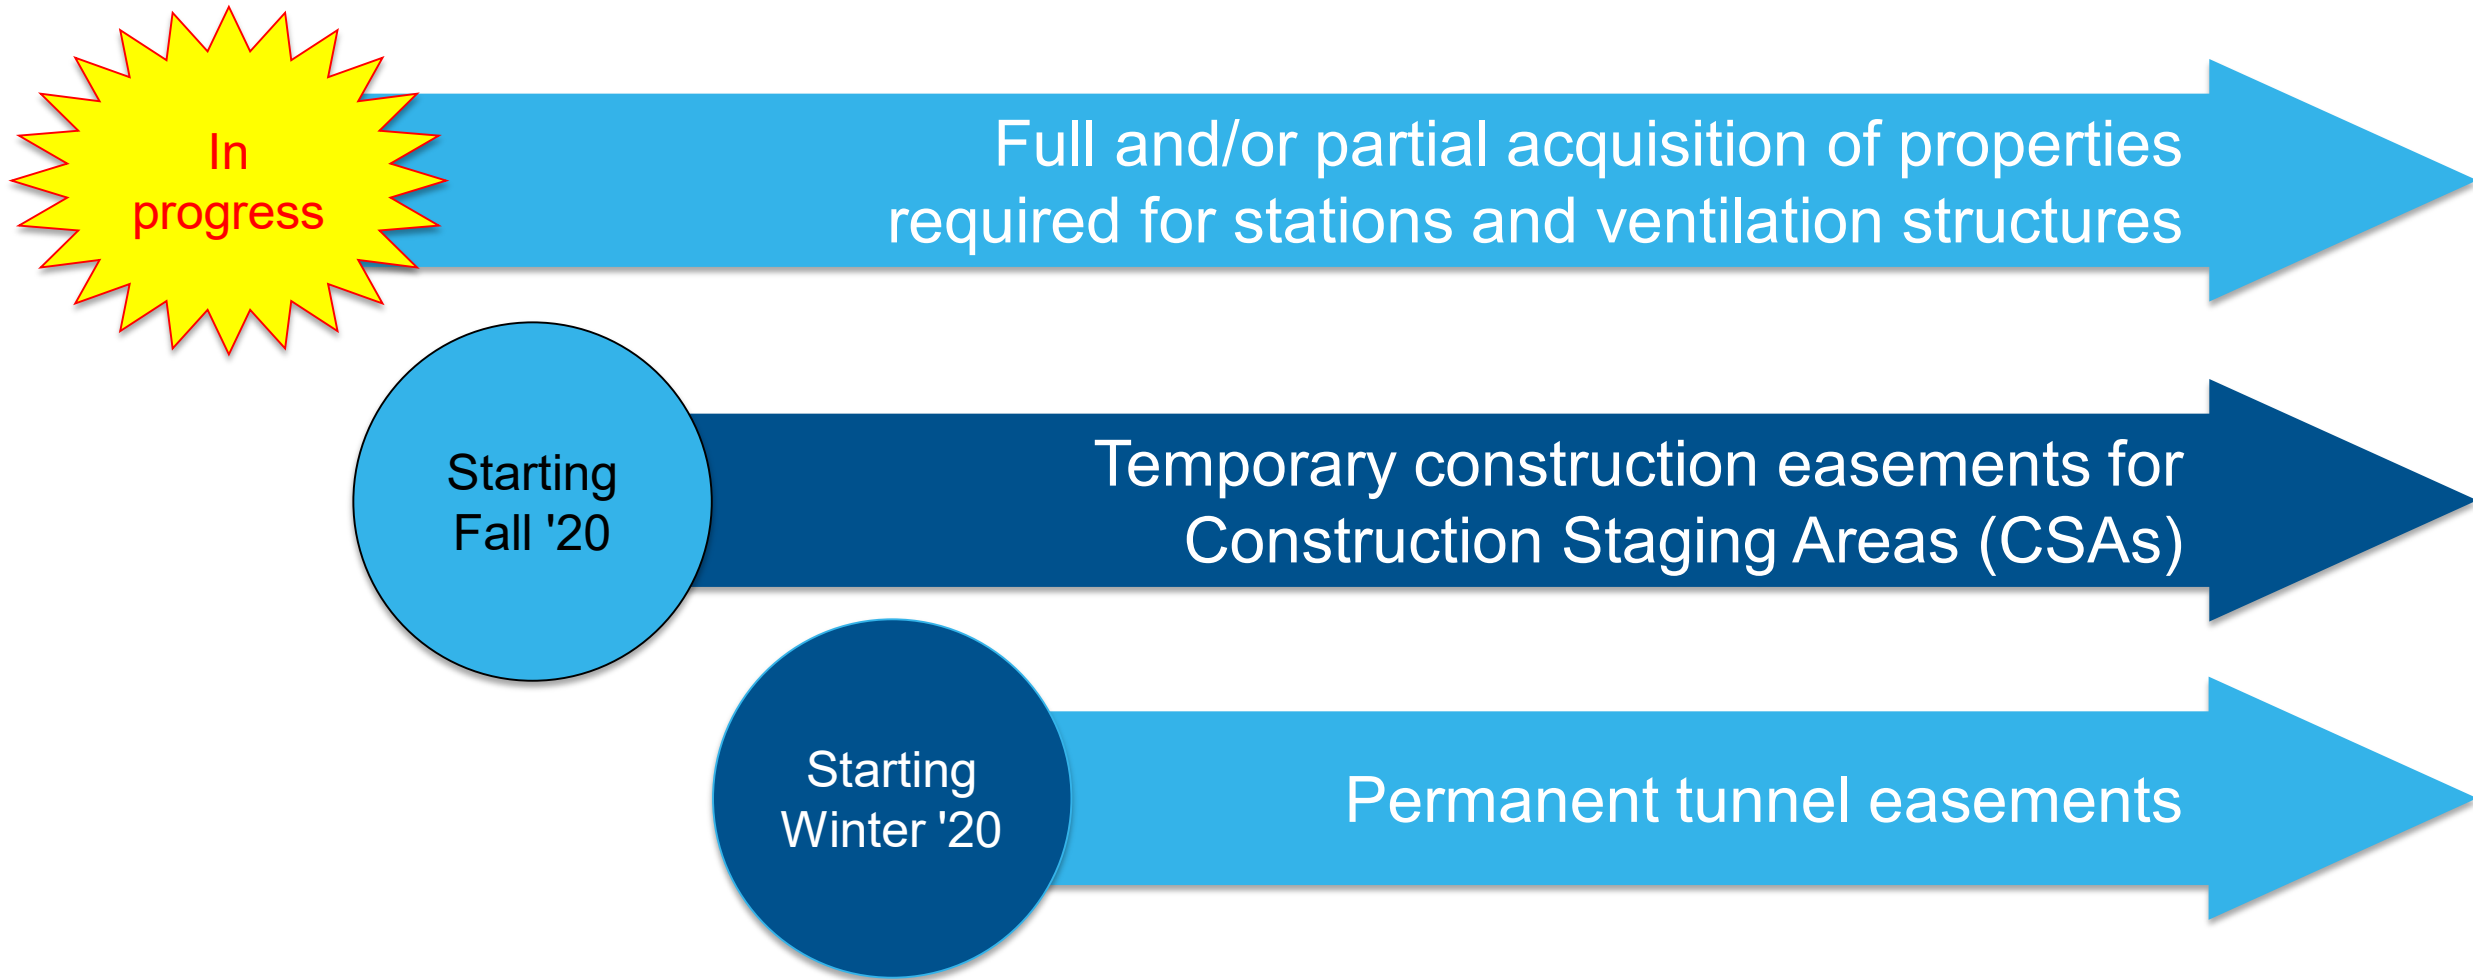 In
progress
Full and/or partial acquisition of properties
required for stations and ventilation structures
Starting
Fall '20
Temporary construction easements for
Construction Staging Areas (CSAs)
Starting
Winter '20
Permanent tunnel easements